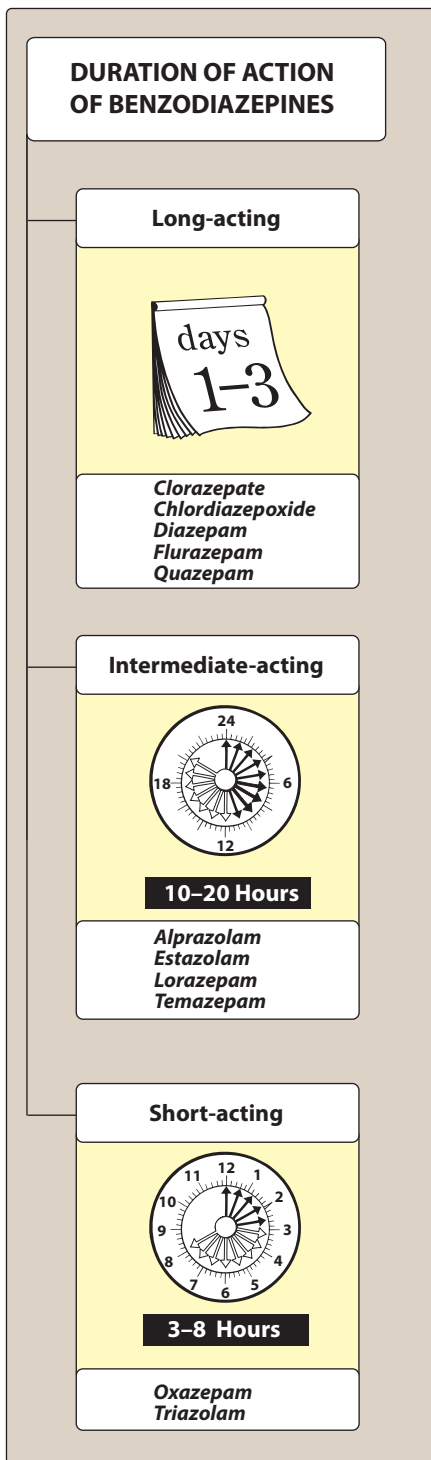 DURATION OF ACTION
OF BENZODIAZEPINES
Long-acting
days
1–3
Clorazepate
Chlordiazepoxide
Diazepam
Flurazepam
Quazepam
Intermediate-acting
24
18
6
12
10–20 Hours
Alprazolam
Estazolam
Lorazepam
Temazepam
Short-acting
12
11
1
10
2
9
3
8
4
7
5
6
3–8 Hours
Oxazepam
Triazolam